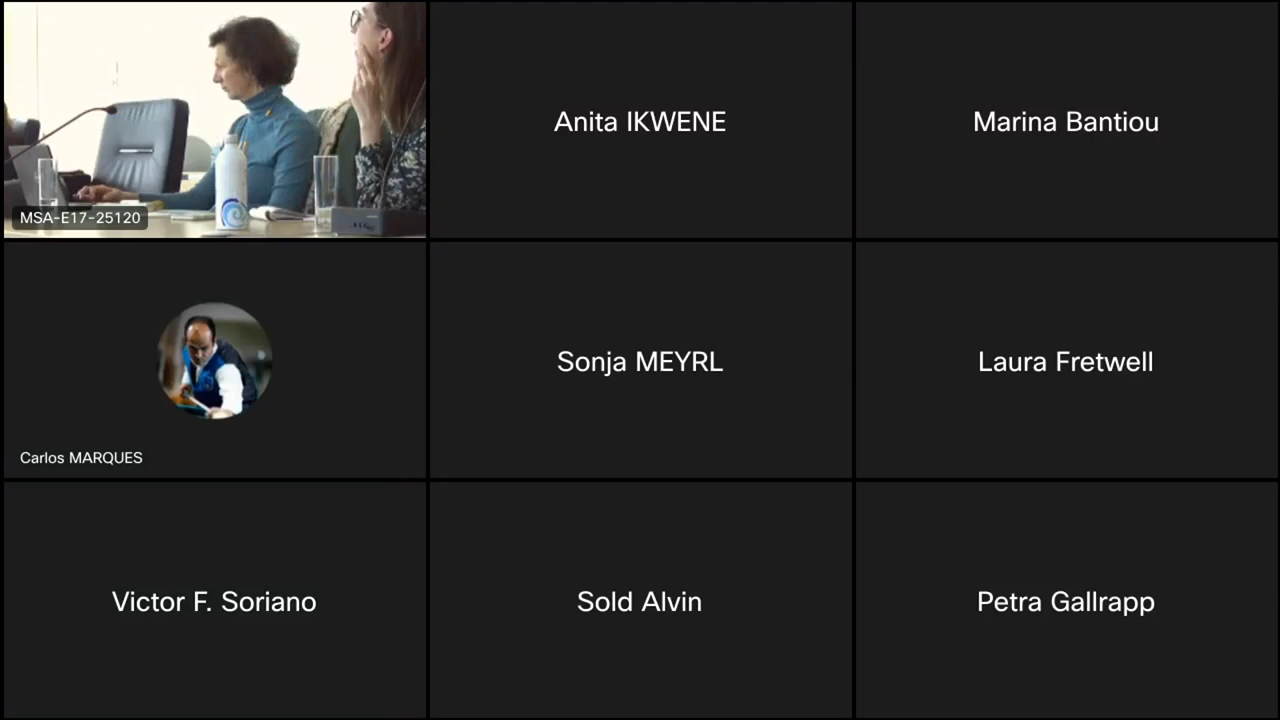 MSA-E17-25120
Anita IKWENE
Marina Bantiou
Carlos MARQUES
Sonja MEYRL
Laura Fretwell
Victor F. Soriano
Sold Alvin
Petra Gallrapp